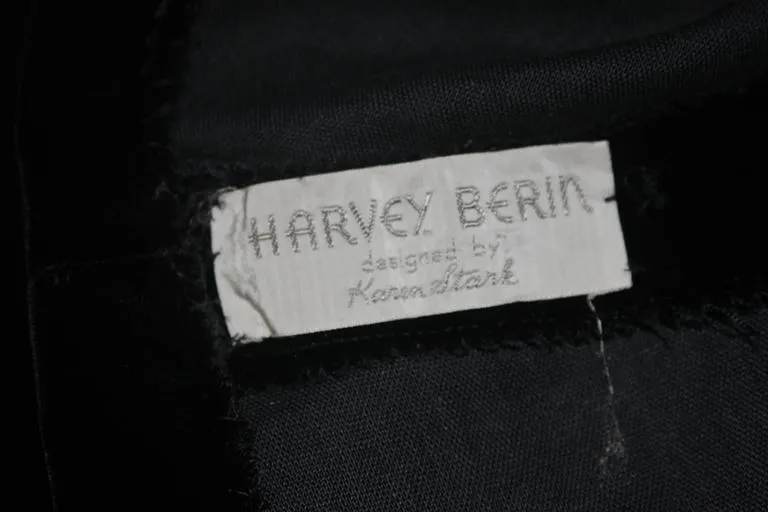 HARVEY BERIN
designed by
Karen Stark